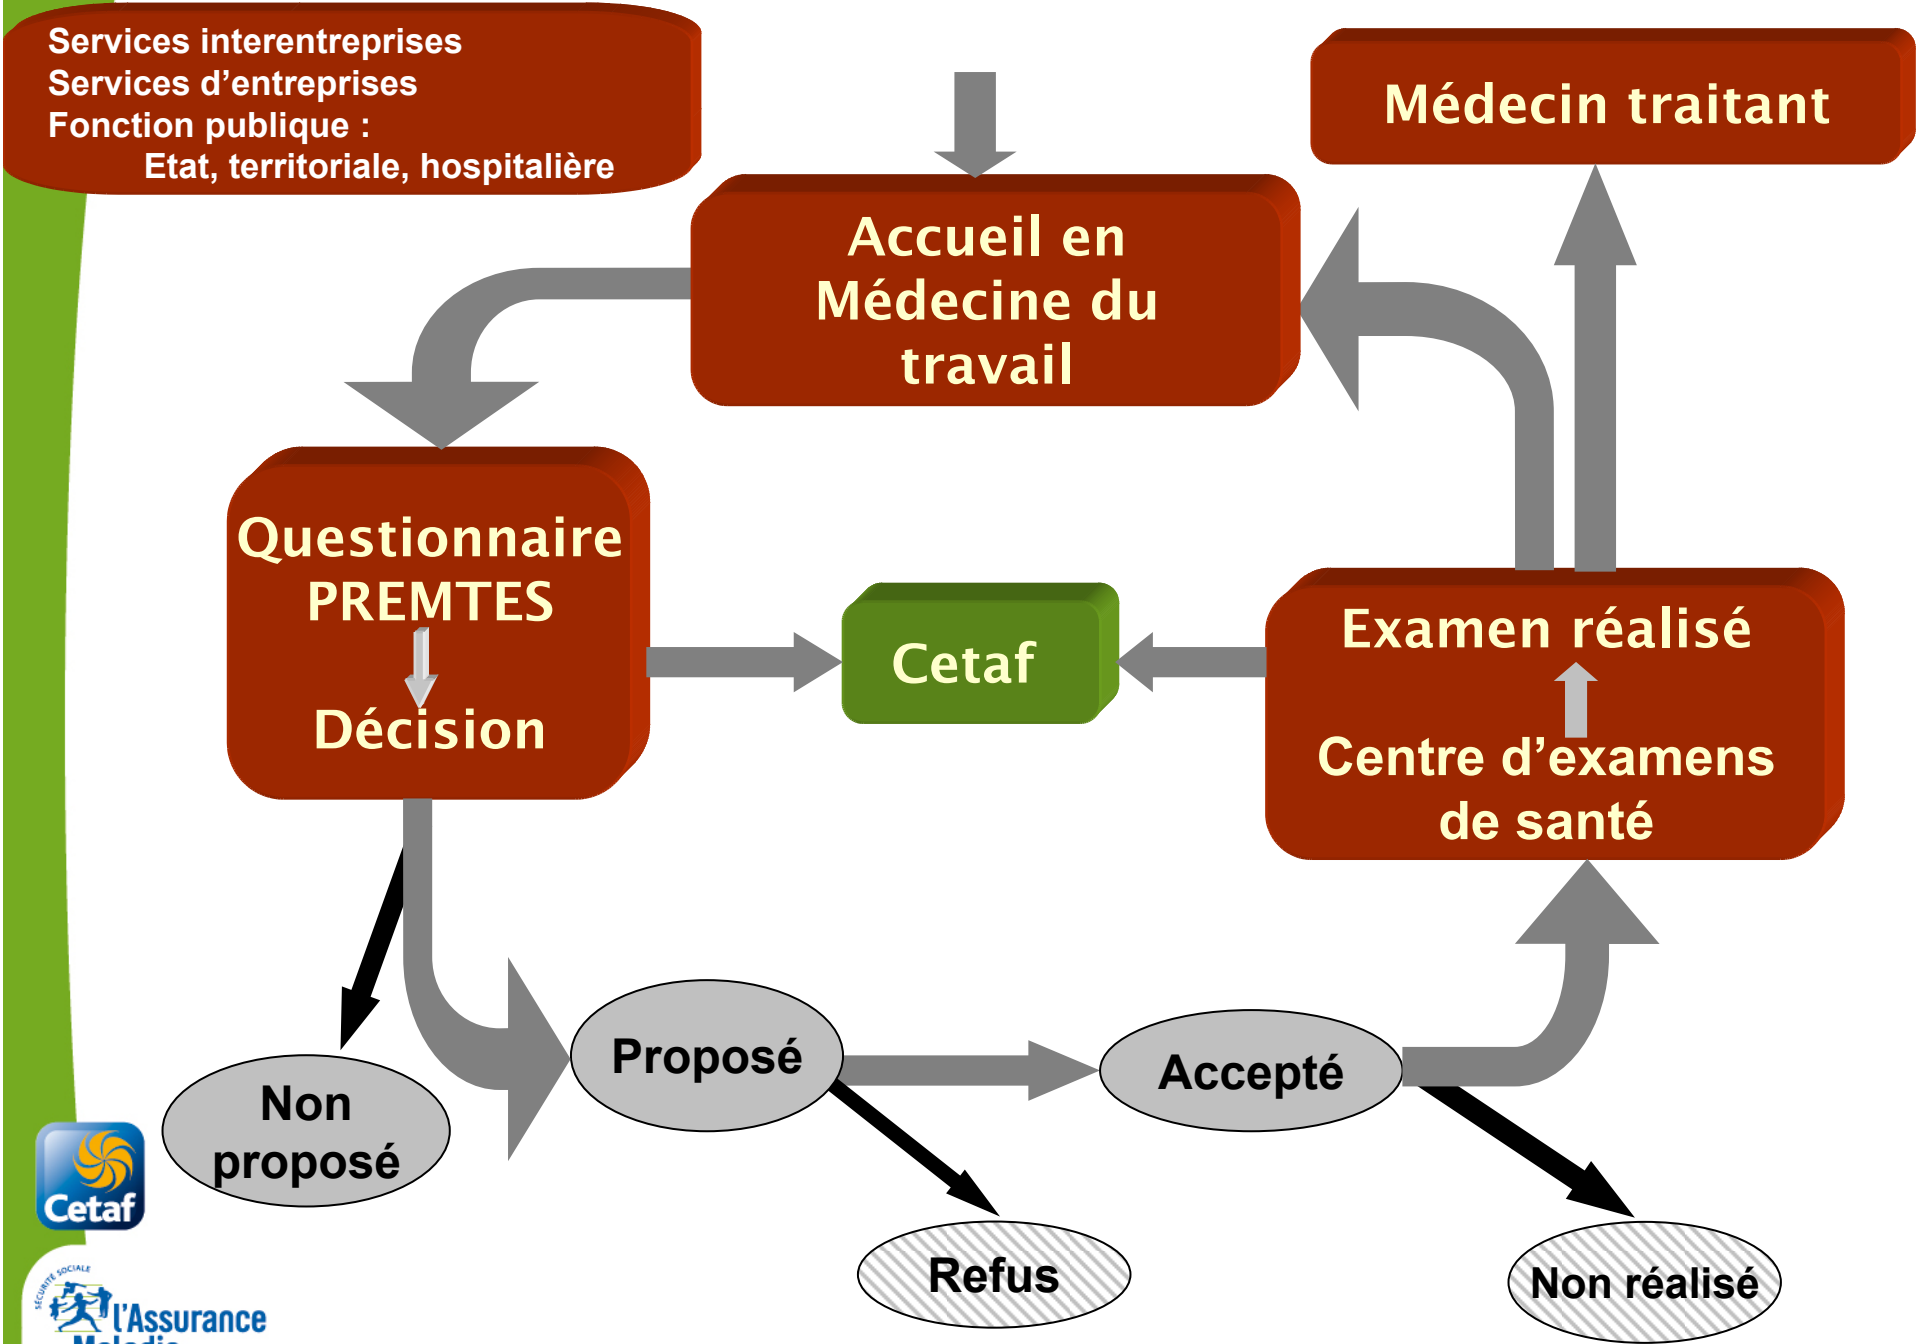 Services interentreprises
Services d’entreprises
Fonction publique :
Etat, territoriale, hospitalière
Médecin traitant
Accueil en
Médecine du
travail
Questionnaire
PREMTES
Décision
Cetaf
Examen réalisé
Centre d’examens
de santé
Proposé
Accepté
Non
proposé
Refus
Non réalisé
Cetaf
SÉCURITÉ SOCIALE
l’Assurance